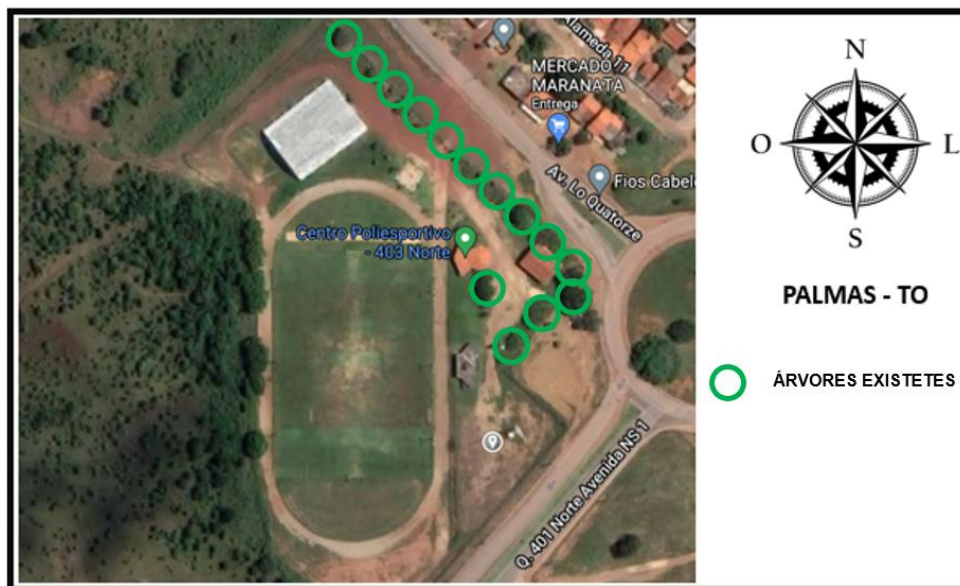 Alameda 11
MERCADO
MARANATA
Entrega
Fios Cabel
Av. Lo Quatorze
Centro Poliesportivo
- 403 Norte
Q. 401 Norte Avenida NS 1
N
O
L
S
PALMAS - TO
ÁRVORES EXISTETES